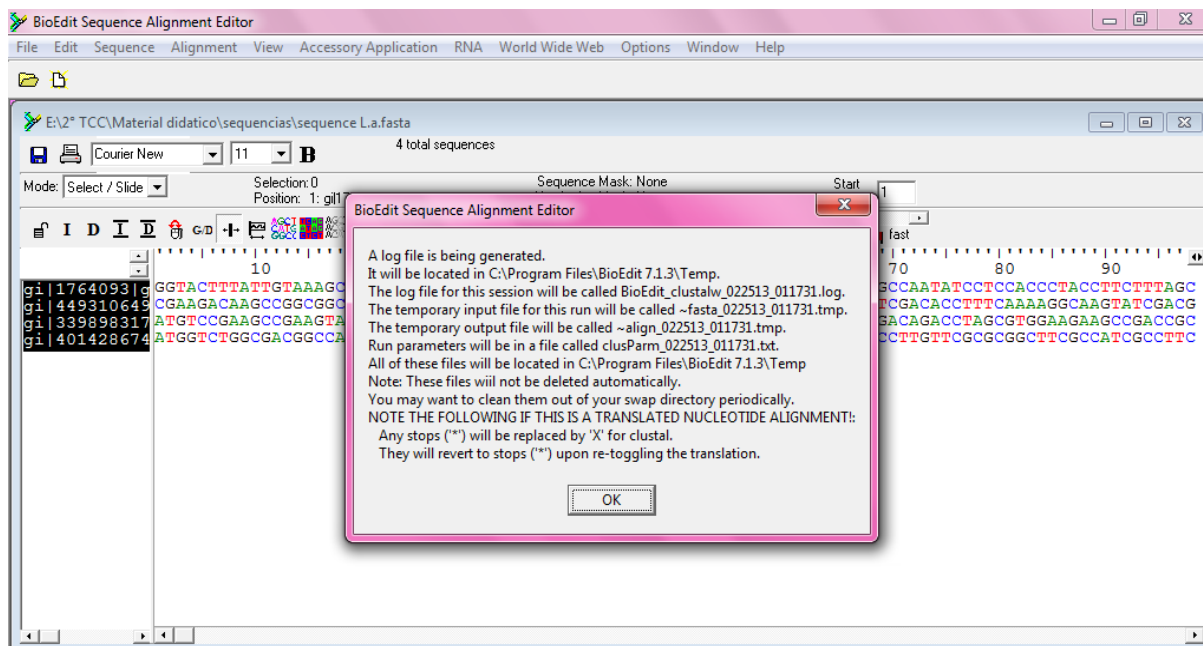 BioEdit Sequence Alignment Editor
File Edit Sequence Alignment View Accessory Application RNA World Wide Web Options Window Help
E:\2° TCC\Material didatico\sequencias\sequence L.a.fasta
Courier New 11 B 4 total sequences
Mode: Select / Slide Selection: 0 Sequence Mask: None Start 1
Position: 1:
I D I D G/D fast
10 70 80 90
gi|1764093|g GGTACTTTATTGTAAAGC GCCAATATCCTCCACCCTACCTTCTTTAGC
gi|449310649 CGAAGACAAGCCGGCGGC TCGACACCTTTCAAAAGGCAAGTATCGACG
gi|339898317 ATGTCCGAAGCCGAAGTA GACAGACCTAGCGTGGAAGAAGCCGACCGC
gi|401428674 ATGGTCTGGCGACGGCCA CCTTGTTCGCGCGGCTTCGCCATCGCCTTC
BioEdit Sequence Alignment Editor
A log file is being generated.
It will be located in C:\Program Files\BioEdit 7.1.3\Temp.
The log file for this session will be called BioEdit_clustalw_022513_011731.log.
The temporary input file for this run will be called ~fasta_022513_011731.tmp.
The temporary output file will be called ~align_022513_011731.tmp.
Run parameters will be in a file called clusParm_022513_011731.txt.
All of these files will be located in C:\Program Files\BioEdit 7.1.3\Temp
Note: These files wiil not be deleted automatically.
You may want to clean them out of your swap directory periodically.
NOTE THE FOLLOWING IF THIS IS A TRANSLATED NUCLEOTIDE ALIGNMENT!:
Any stops ('*') will be replaced by 'X' for clustal.
They will revert to stops ('*') upon re-toggling the translation.
OK